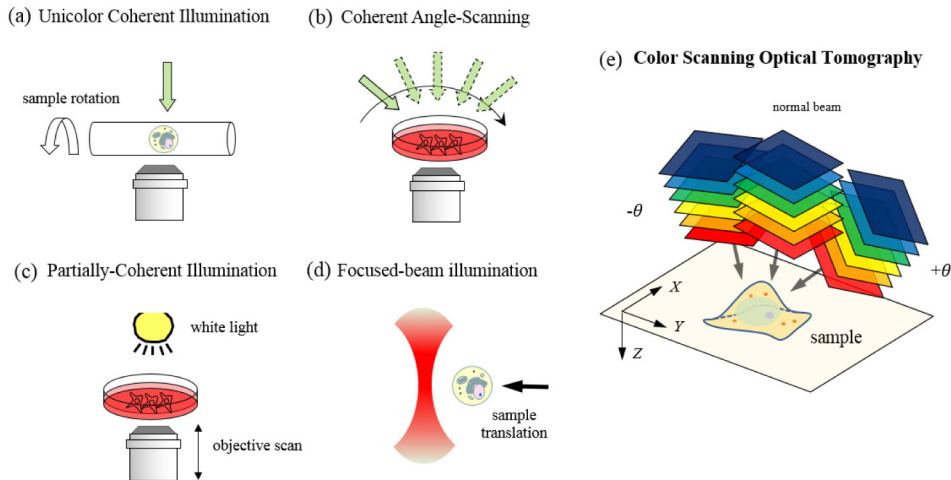 (a) Unicolor Coherent Illumination
sample rotation
(b) Coherent Angle-Scanning
(c) Partially-Coherent Illumination
white light
objective scan
(d) Focused-beam illumination
sample
translation
(e) Color Scanning Optical Tomography
normal beam
-θ
+θ
X
Y
Z
sample